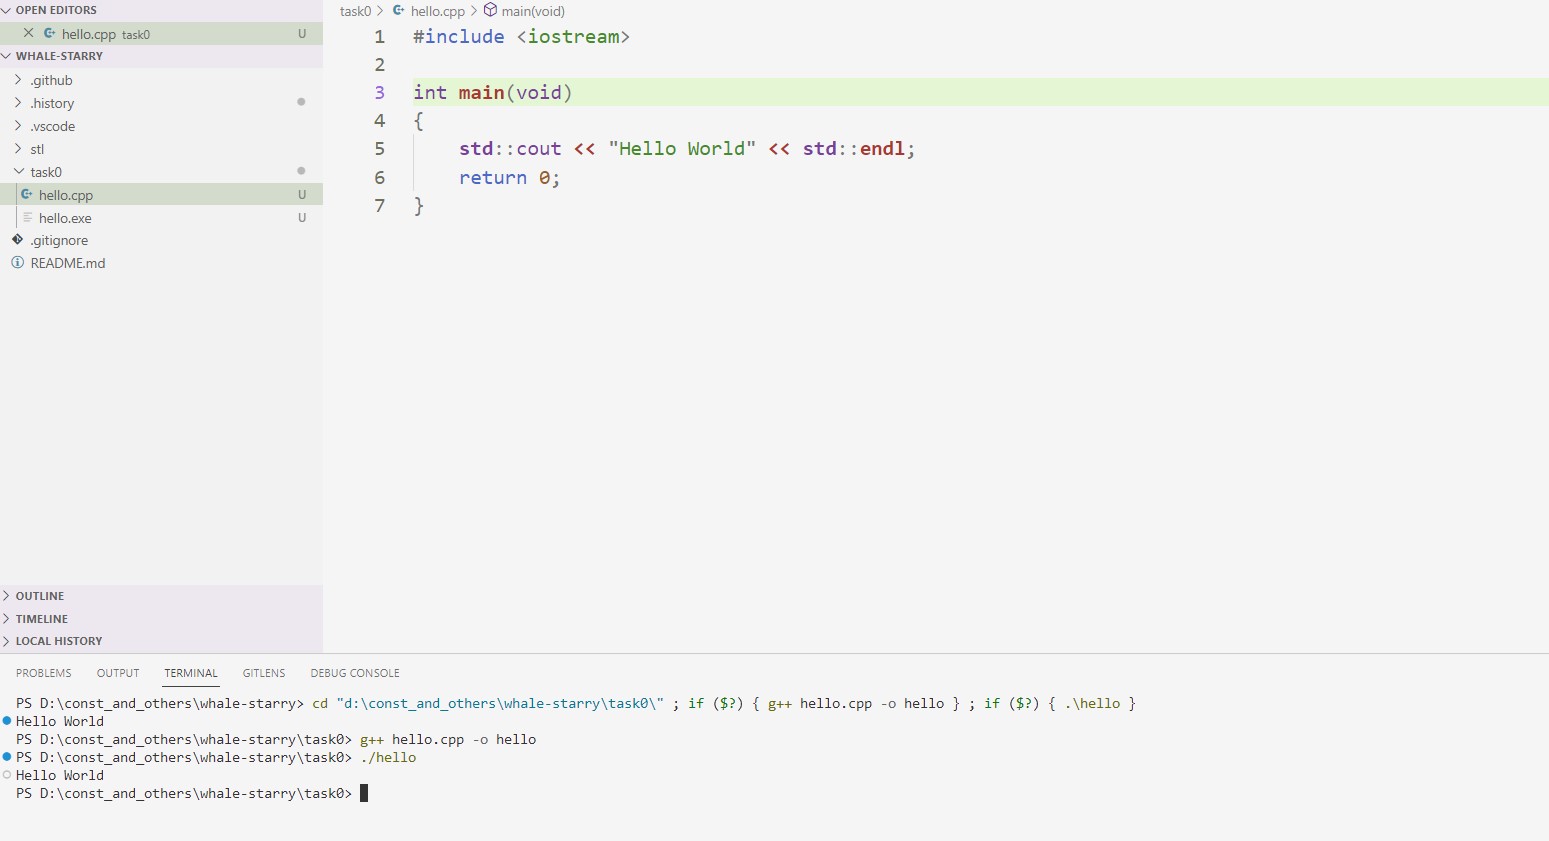 OPEN EDITORS
hello.cpp task0 U
WHALE-STARRY
.github
.history
.vscode
stl
task0
hello.cpp U
hello.exe U
.gitignore
README.md
OUTLINE
TIMELINE
LOCAL HISTORY
task0 > hello.cpp > main(void)
1 #include <iostream>
2
3 int main(void)
4 {
5     std::cout << "Hello World" << std::endl;
6     return 0;
7 }
PROBLEMS OUTPUT TERMINAL GITLENS DEBUG CONSOLE
PS D:\const_and_others\whale-starry> cd "d:\const_and_others\whale-starry\task0\" ; if ($?) { g++ hello.cpp -o hello } ; if ($?) { .\hello }
Hello World
PS D:\const_and_others\whale-starry\task0> g++ hello.cpp -o hello
PS D:\const_and_others\whale-starry\task0> ./hello
Hello World
PS D:\const_and_others\whale-starry\task0>